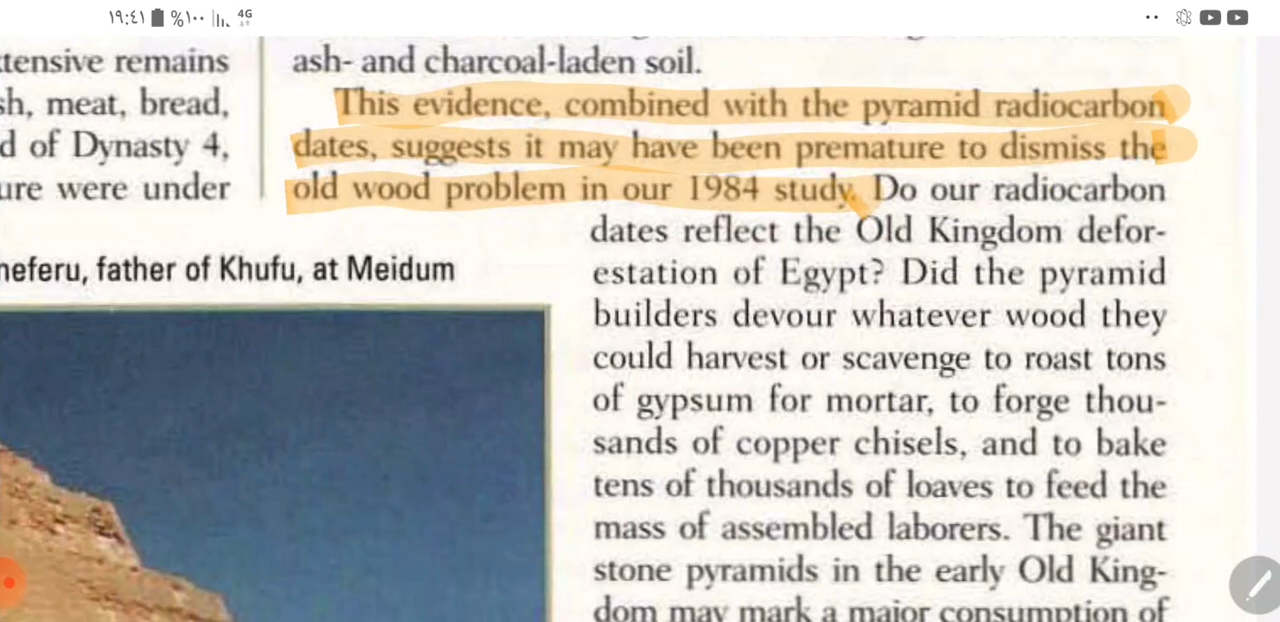 ١٩:٤١ %١٠٠ 4G
tensive remains
sh, meat, bread,
d of Dynasty 4,
ure were under
ash- and charcoal-laden soil.
This evidence, combined with the pyramid radiocarbon
dates, suggests it may have been premature to dismiss the
old wood problem in our 1984 study. Do our radiocarbon
dates reflect the Old Kingdom defor-
estation of Egypt? Did the pyramid
builders devour whatever wood they
could harvest or scavenge to roast tons
of gypsum for mortar, to forge thou-
sands of copper chisels, and to bake
tens of thousands of loaves to feed the
mass of assembled laborers. The giant
stone pyramids in the early Old King-
dom may mark a major consumption of
neferu, father of Khufu, at Meidum